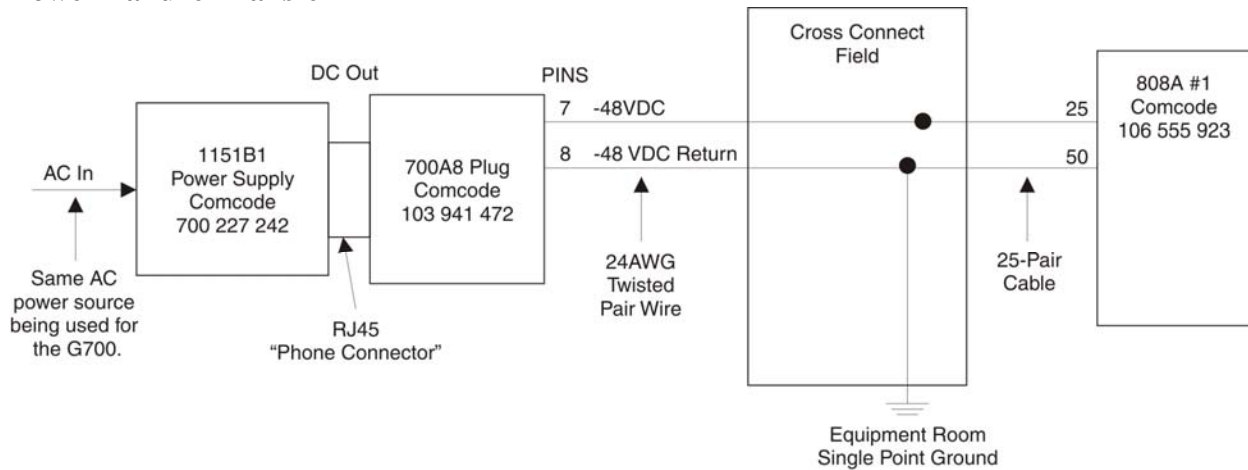 Cross Connect
Field
DC Out
PINS
808A #1
Comcode
106 555 923
7 -48VDC
25
1151B1
Power Supply
Comcode
700 227 242
8 -48 VDC Return
50
700A8 Plug
Comcode
103 941 472
AC In
24AWG
Twisted
Pair Wire
25-Pair
Cable
Same AC
power source
being used for
the G700.
RJ45
“Phone Connector”
Equipment Room
Single Point Ground